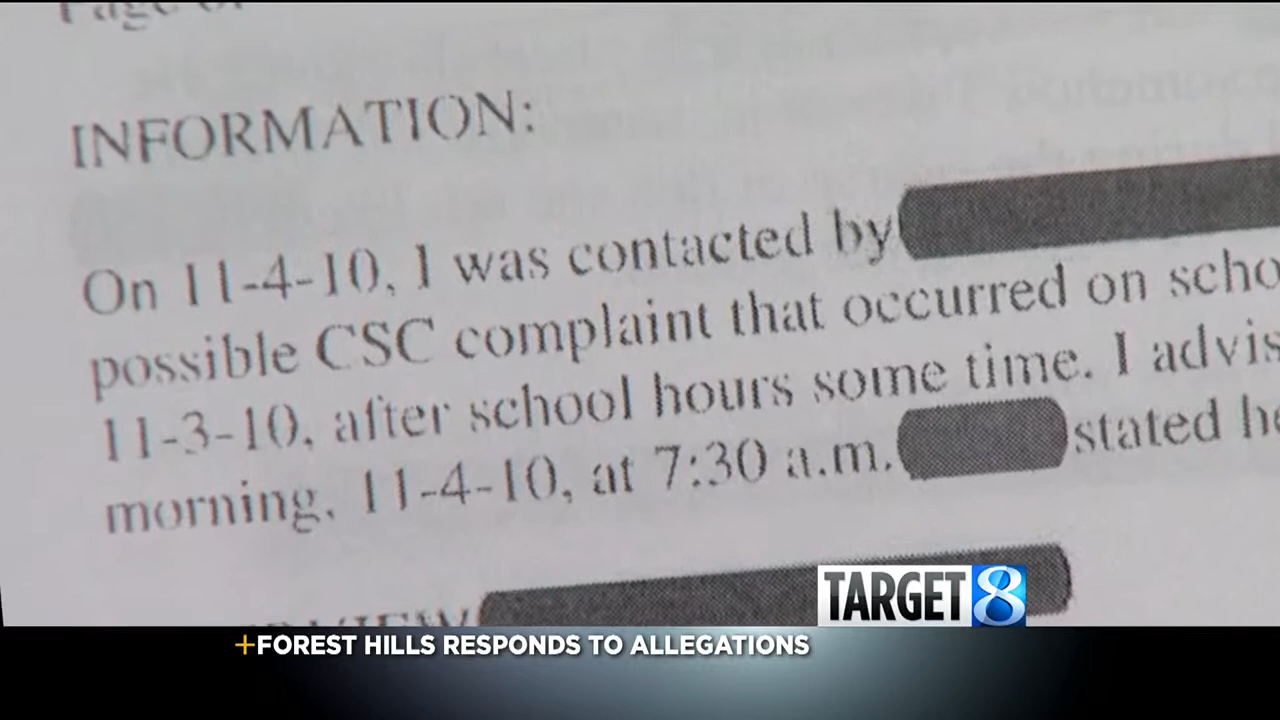 INFORMATION:
On 11-4-10, I was contacted by
possible CSC complaint that occurred on scho
11-3-10, after school hours some time. I advis
morning, 11-4-10, at 7:30 a.m. stated he
TARGET 8
+FOREST HILLS RESPONDS TO ALLEGATIONS